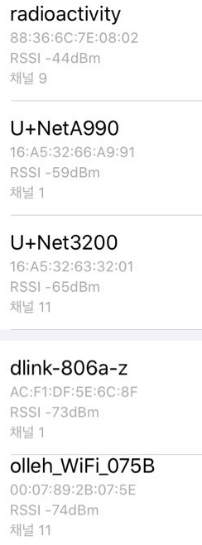 radioactivity
88:36:6C:7E:08:02
RSSI -44dBm
채널 9
U+NetA990
16:A5:32:66:A9:91
RSSI -59dBm
채널 1
U+Net3200
16:A5:32:63:32:01
RSSI -65dBm
채널 11
dlink-806a-z
AC:F1:DF:5E:6C:8F
RSSI -73dBm
채널 1
olleh_WiFi_075B
00:07:89:2B:07:5E
RSSI -74dBm
채널 11